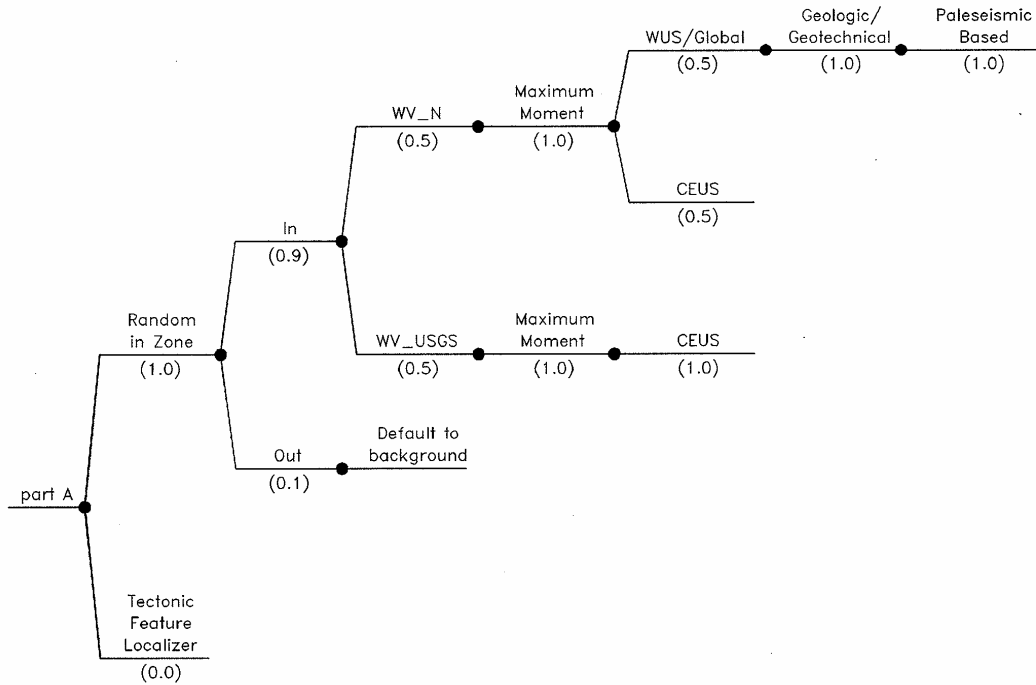 Geologic/
Geotechnical
(1.0)
Paleseismic
Based
(1.0)
WUS/Global
(0.5)
WV_N
(0.5)
Maximum
Moment
(1.0)
CEUS
(0.5)
In
(0.9)
Random
in Zone
(1.0)
WV_USGS
(0.5)
Maximum
Moment
(1.0)
CEUS
(1.0)
Out
(0.1)
Default to
background
part A
Tectonic
Feature
Localizer
(0.0)